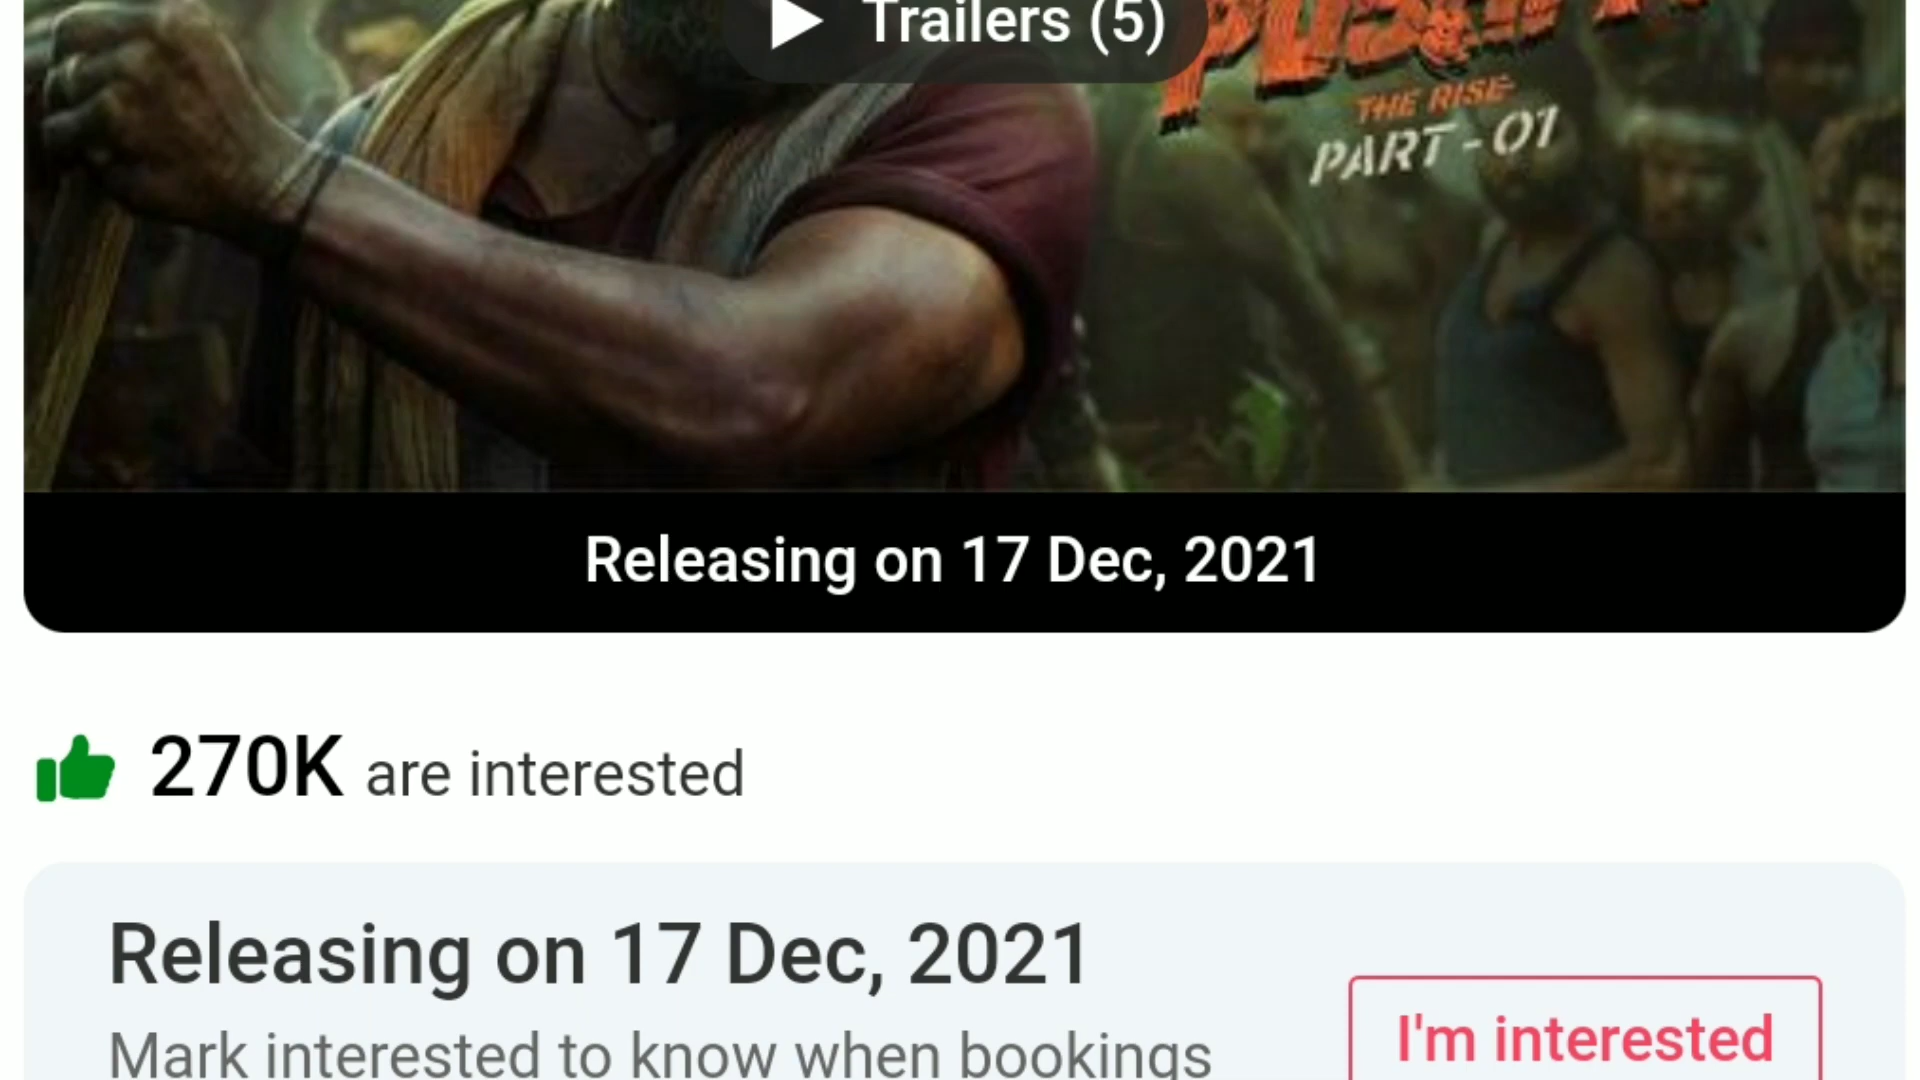 Trailers (5)
PUSHPA
THE RISE
PART-01
Releasing on 17 Dec, 2021
270K are interested
Releasing on 17 Dec, 2021
Mark interested to know when bookings
I'm interested